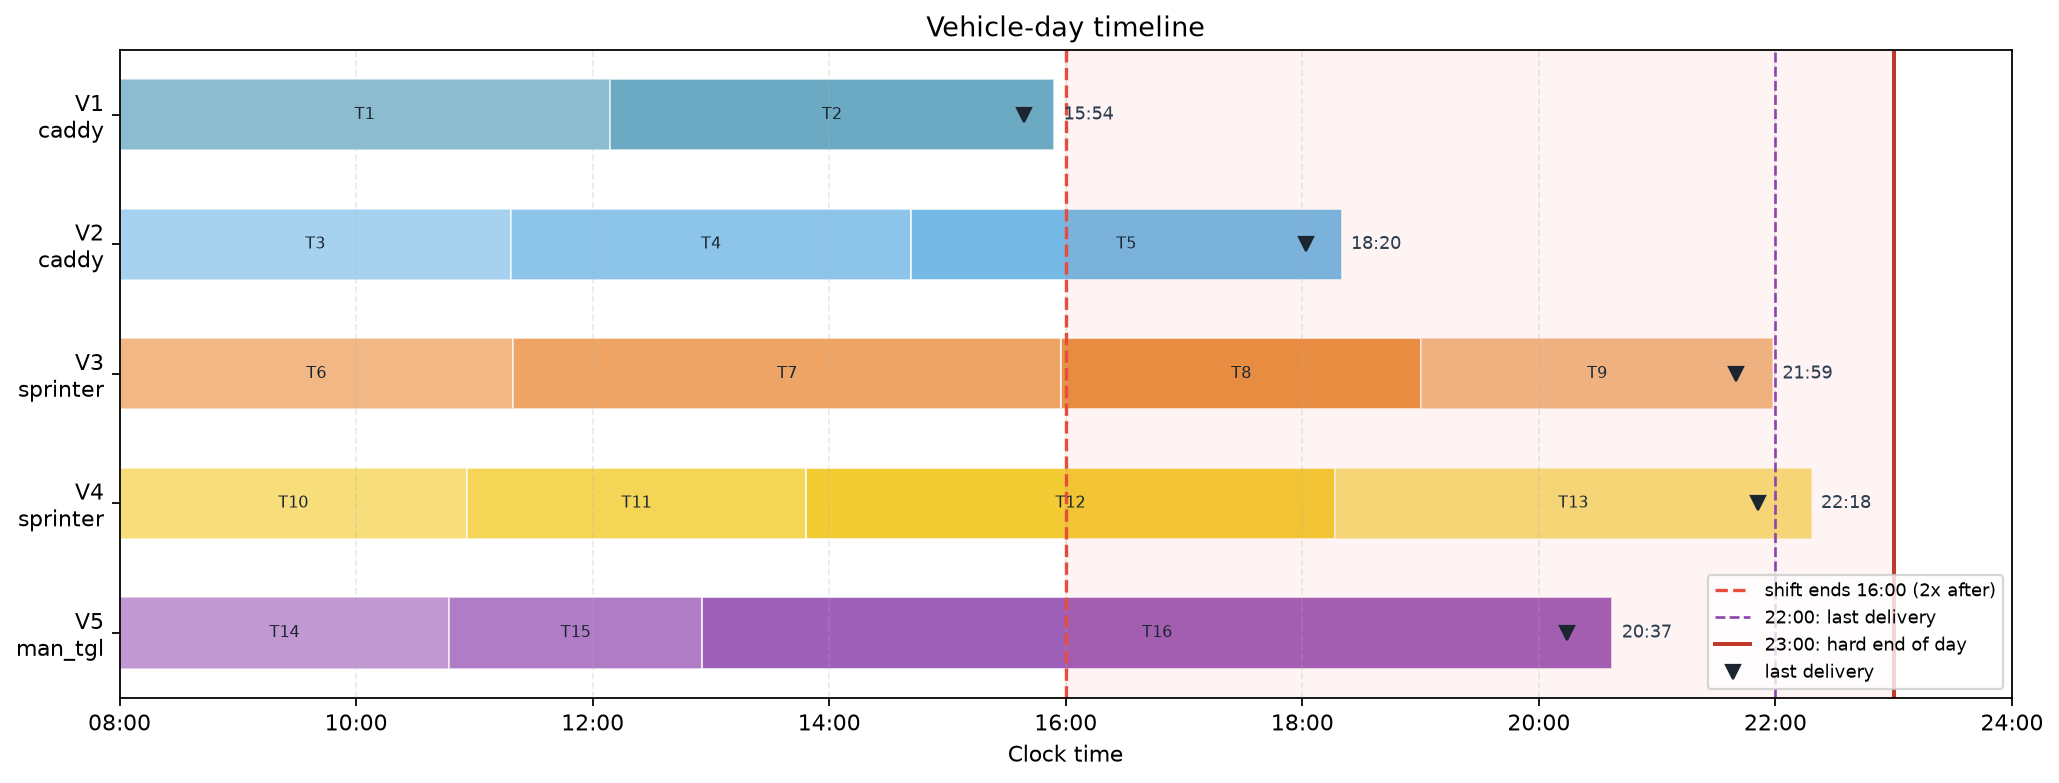 Vehicle-day timeline
V1
caddy
T1
T2
15:54
V2
caddy
T3
T4
T5
18:20
V3
sprinter
T6
T7
T8
T9
21:59
V4
sprinter
T10
T11
T12
T13
22:18
V5
man_tgl
T14
T15
T16
20:37
shift ends 16:00 (2x after)
22:00: last delivery
23:00: hard end of day
last delivery
08:00 10:00 12:00 14:00 16:00 18:00 20:00 22:00 24:00
Clock time